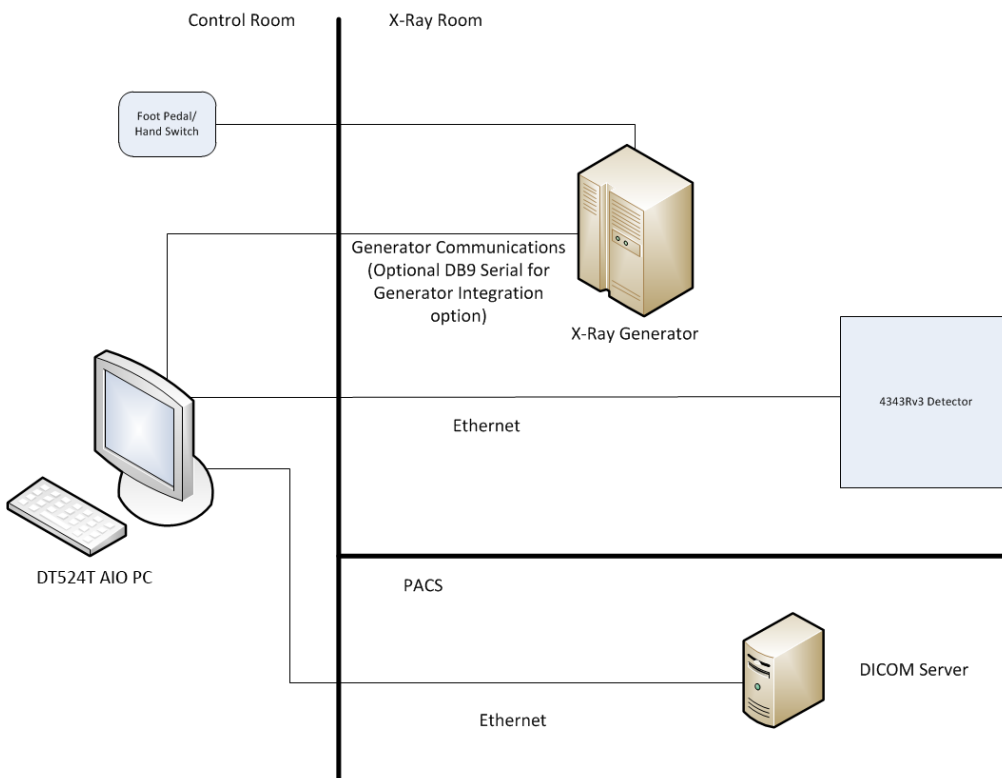 Control Room
X-Ray Room
Foot Pedal/
Hand Switch
Generator Communications
(Optional DB9 Serial for
Generator Integration
option)
X-Ray Generator
4343Rv3 Detector
Ethernet
DT524T AIO PC
PACS
DICOM Server
Ethernet